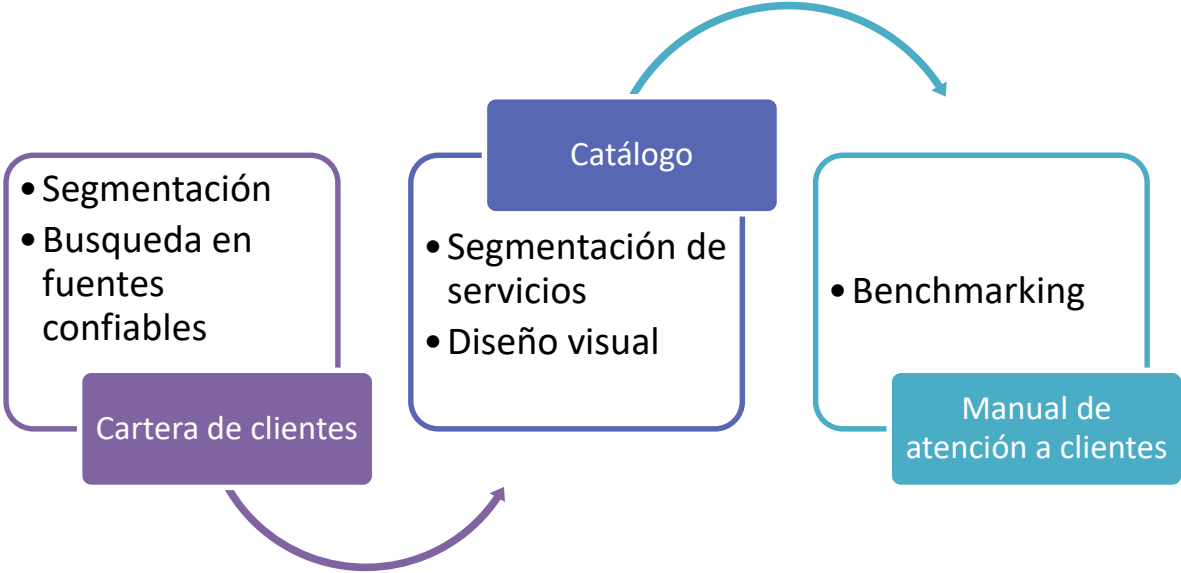 •Segmentación
•Busqueda en
fuentes
confiables
Cartera de clientes
Catálogo
•Segmentación de
servicios
•Diseño visual
•Benchmarking
Manual de
atención a clientes